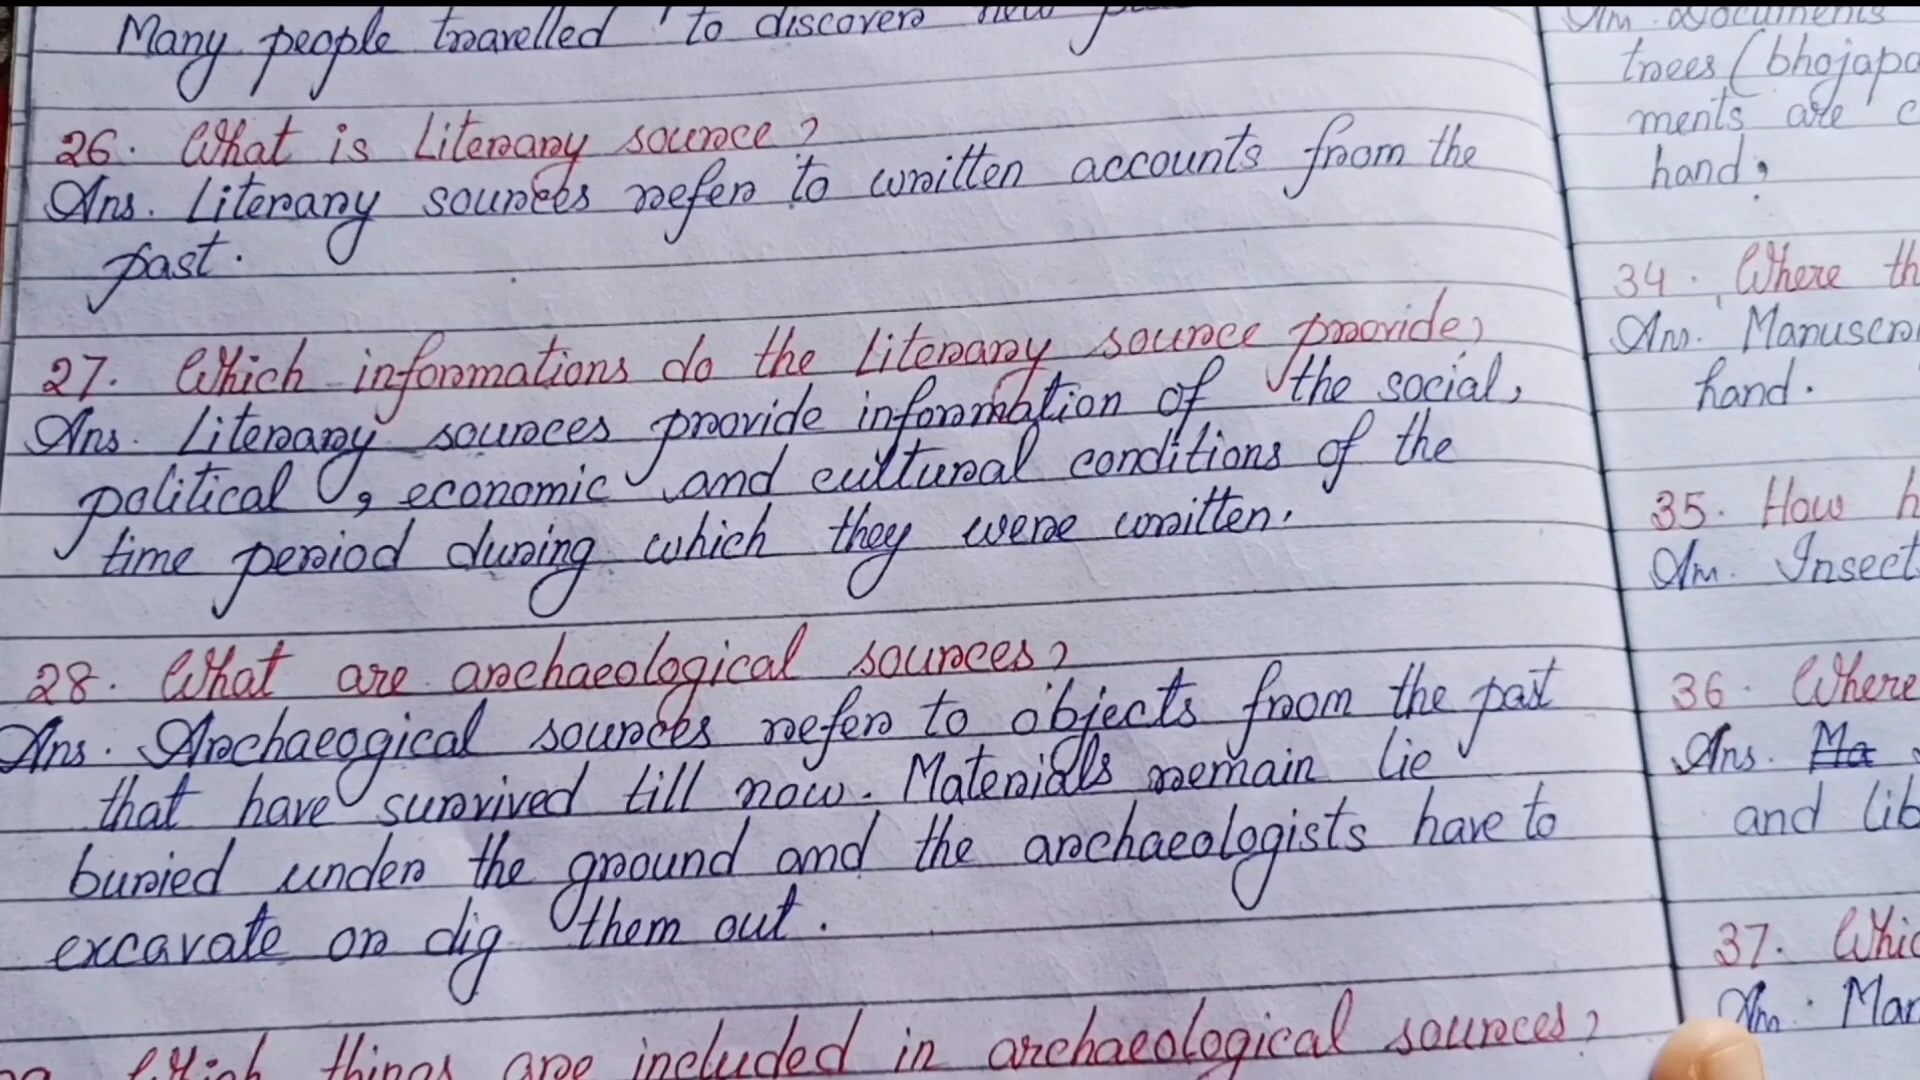 Many people travelled to discover new
26. What is Literary source?
Ans. Literary sources refer to written accounts from the
past.
27. Which informations do the literary source provide?
Ans. Literary sources provide information of the social,
political, economic and cultural conditions of the
time period during which they were written.
28. What are archaeological sources?
Ans. Archaeogical sources refer to objects from the past
that have survived till now. Materials remain lie
buried under the ground and the archaeologists have to
excavate or dig them out.
Which things are included in archaeological sources?
Documents
trees (bhojapa
ments are c
hand,
34. Where th
Ans. Manuscr
hand.
35. How h
Ans. Insect
36. Where
Ans. Ma
and lib
37. Whic
Ans. Man